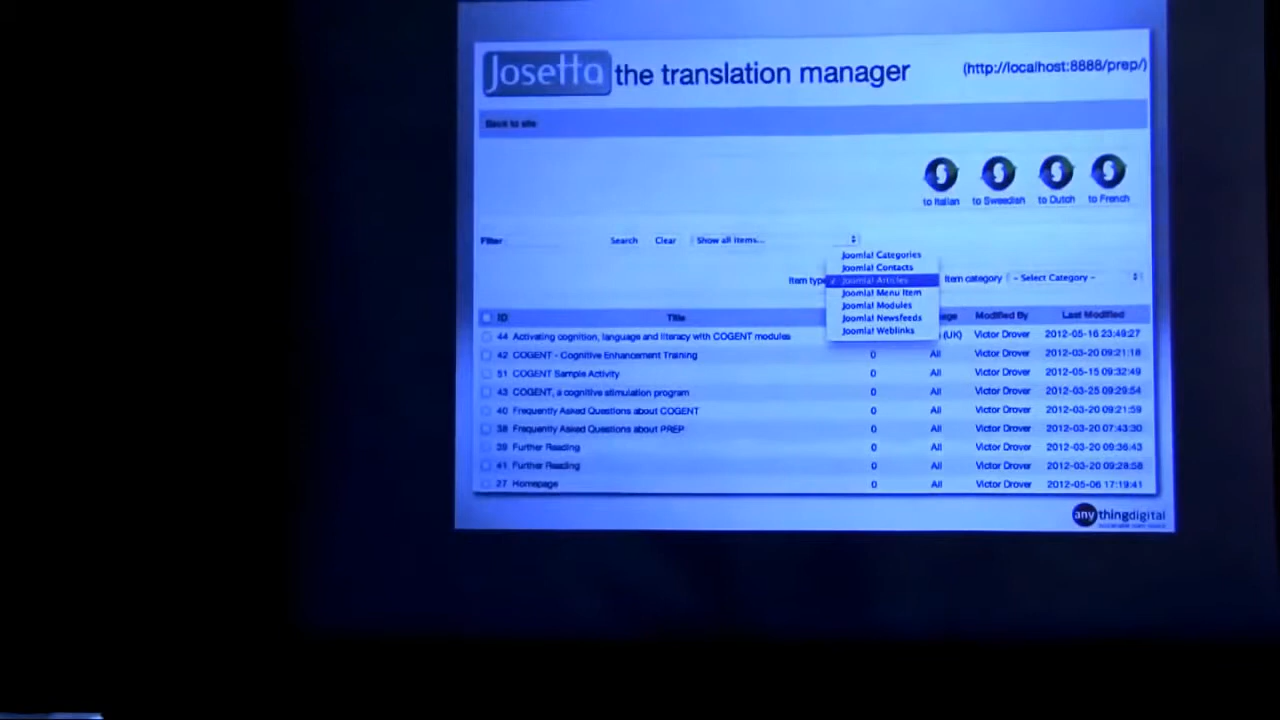 Josetta the translation manager (http://localhost:8888/prep/)
Back to site
to Italian to Sweedish to Dutch to French
Filter Search Clear Show all items...
Joomla! Categories
Joomla! Contacts
Item type ✓ Joomla! Articles Item category - Select Category -
Joomla! Menu Item
Joomla! Modules
Joomla! Newsfeeds
Joomla! Weblinks
ID Title Modified By Last Modified
44 Activating cognition, language and literacy with COGENT modules (UK) Victor Drover 2012-05-16 23:49:27
42 COGENT - Cognitive Enhancement Training 0 All Victor Drover 2012-03-20 09:21:18
51 COGENT Sample Activity 0 All Victor Drover 2012-05-15 09:32:49
43 COGENT, a cognitive stimulation program 0 All Victor Drover 2012-03-25 09:29:54
40 Frequently Asked Questions about COGENT 0 All Victor Drover 2012-03-20 09:21:59
38 Frequently Asked Questions about PREP 0 All Victor Drover 2012-03-20 07:43:30
39 Further Reading 0 All Victor Drover 2012-03-20 09:36:43
41 Further Reading 0 All Victor Drover 2012-03-20 09:28:58
27 Homepage 0 All Victor Drover 2012-05-06 17:19:41
anythingdigital